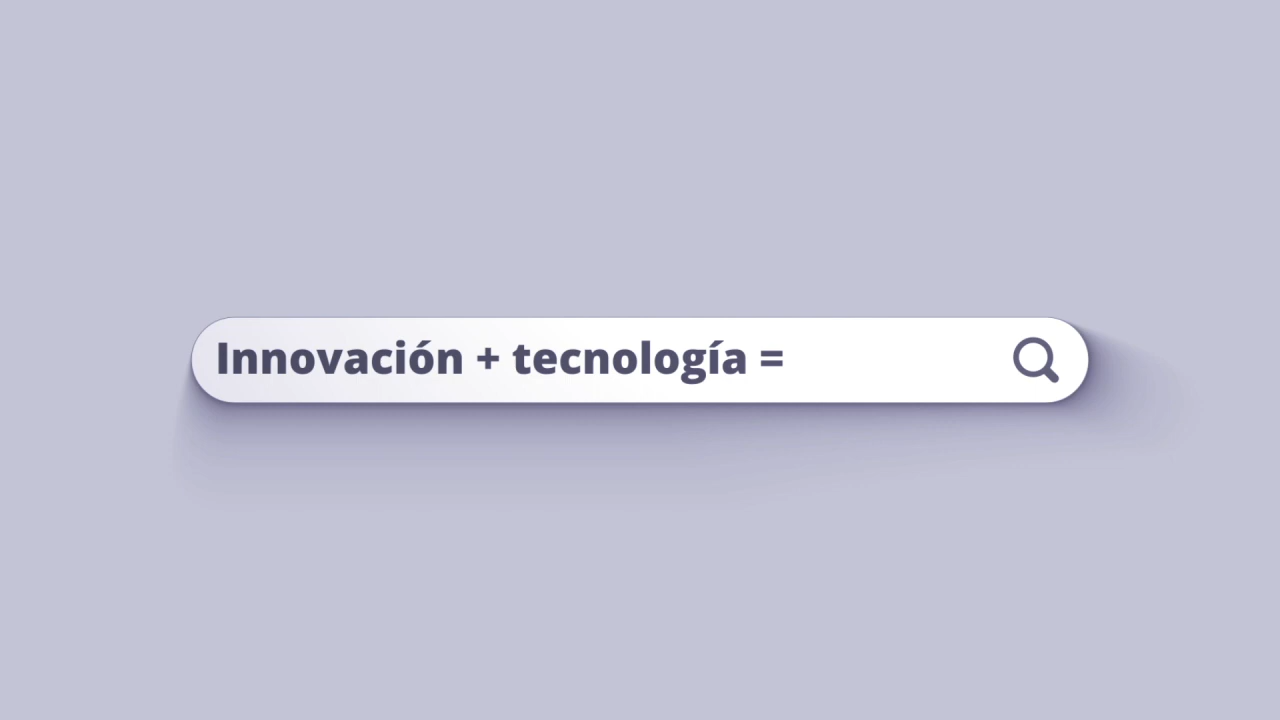 Innovación + tecnología =